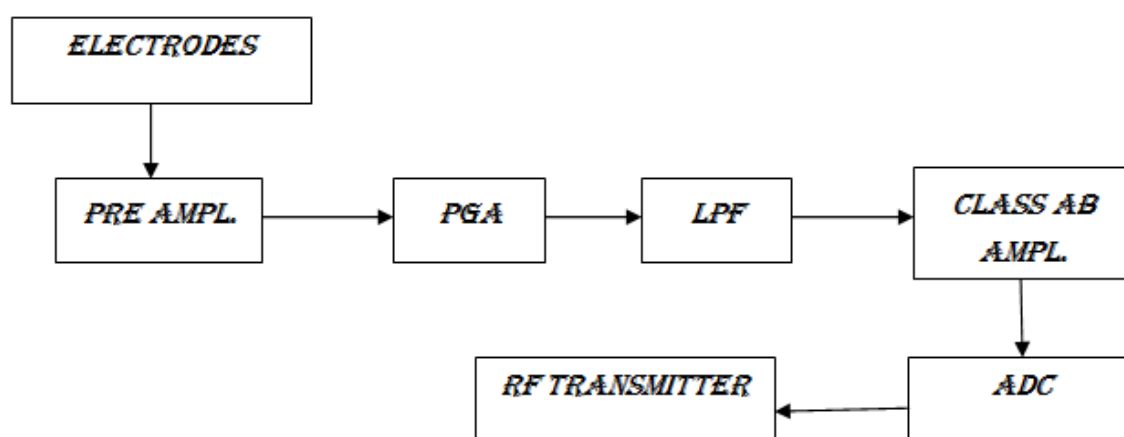 ELECTRODES
PRE AMPL.
PGA
LPF
CLASS AB
AMPL.
RF TRANSMITTER
ADC